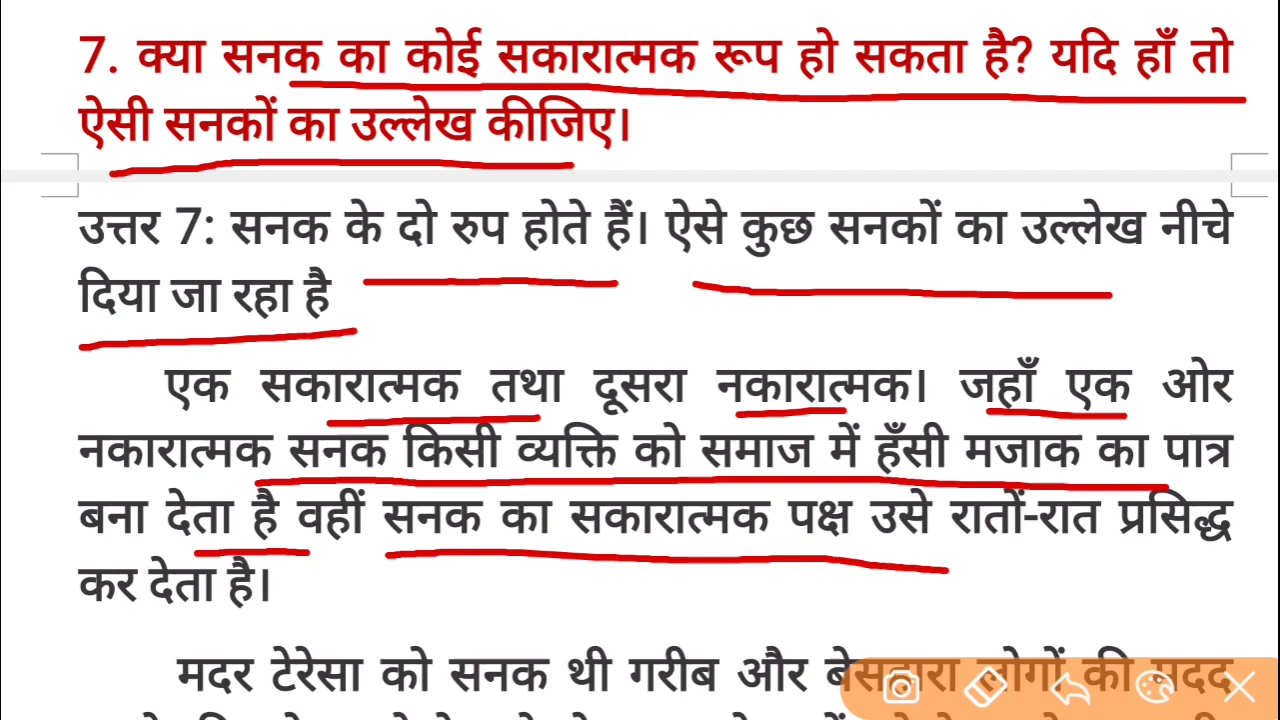 7. क्या सनक का कोई सकारात्मक रूप हो सकता है? यदि हाँ तो
ऐसी सनकों का उल्लेख कीजिए।
उत्तर 7: सनक के दो रुप होते हैं। ऐसे कुछ सनकों का उल्लेख नीचे
दिया जा रहा है
एक सकारात्मक तथा दूसरा नकारात्मक। जहाँ एक ओर
नकारात्मक सनक किसी व्यक्ति को समाज में हँसी मजाक का पात्र
बना देता है वहीं सनक का सकारात्मक पक्ष उसे रातों-रात प्रसिद्ध
कर देता है।
मदर टेरेसा को सनक थी गरीब और बेसहारा लोगों की मदद